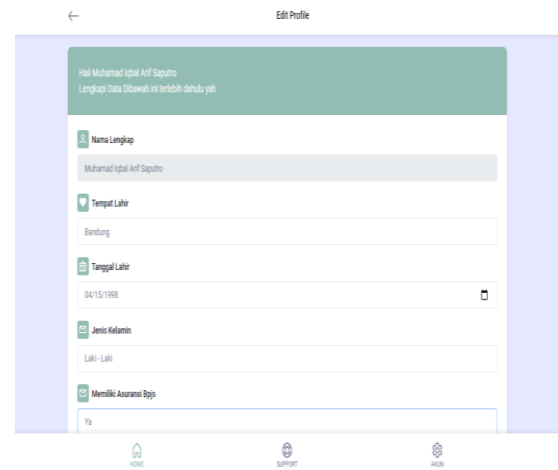 Edit Profile
Hali Muhamad Iqbal Arif Saputro
Lengkapi Data Dibawah ini terlebih dahulu yah
Nama Lengkap
Muhamad Iqbal Arif Saputro
Tempat Lahir
Bandung
Tanggal Lahir
04/15/1998
Jenis Kelamin
Laki - Laki
Memiliki Asuransi Bpjs
Ya
HOME SUPPORT AKUN